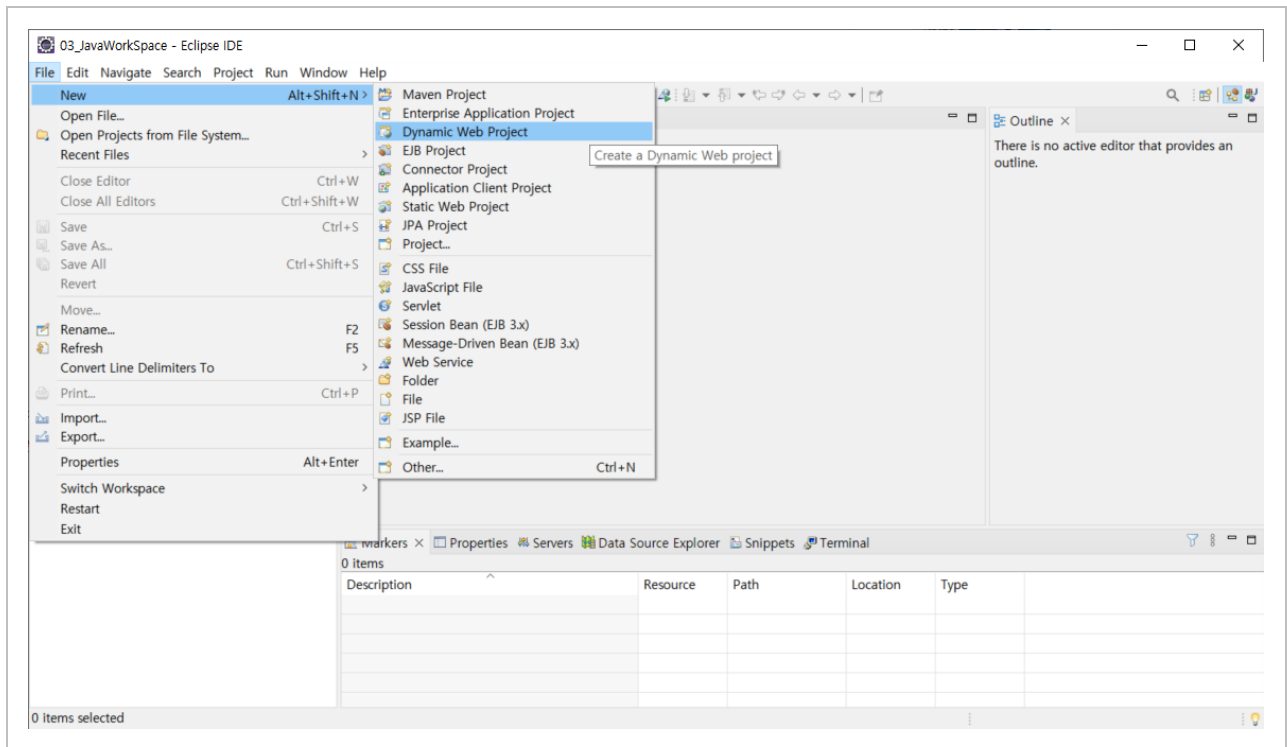 03_JavaWorkSpace - Eclipse IDE
File Edit Navigate Search Project Run Window Help
New Alt+Shift+N >
Open File...
Open Projects from File System...
Recent Files >
Close Editor Ctrl+W
Close All Editors Ctrl+Shift+W
Save Ctrl+S
Save As...
Save All Ctrl+Shift+S
Revert
Move...
Rename... F2
Refresh F5
Convert Line Delimiters To >
Print... Ctrl+P
Import...
Export...
Properties Alt+Enter
Switch Workspace >
Restart
Exit
Maven Project
Enterprise Application Project
Dynamic Web Project
EJB Project
Connector Project
Application Client Project
Static Web Project
JPA Project
Project...
CSS File
JavaScript File
Servlet
Session Bean (EJB 3.x)
Message-Driven Bean (EJB 3.x)
Web Service
Folder
File
JSP File
Example...
Other... Ctrl+N
Create a Dynamic Web project
Outline
There is no active editor that provides an
outline.
Markers Properties Servers Data Source Explorer Snippets Terminal
0 items
Description Resource Path Location Type
0 items selected